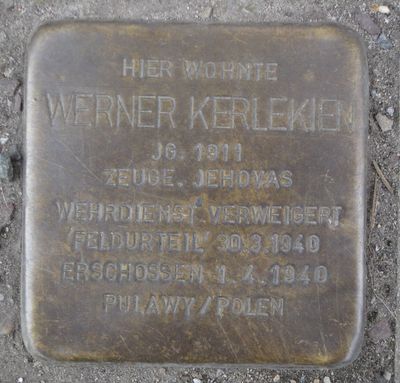 HIER WOHNTE
WERNER KERLEKIEN
JG. 1911
ZEUGE JEHOVAS
WEHRDIENST VERWEIGERT
FELDURTEIL 30.3.1940
ERSCHOSSEN 1.4.1940
PULAWY/POLEN